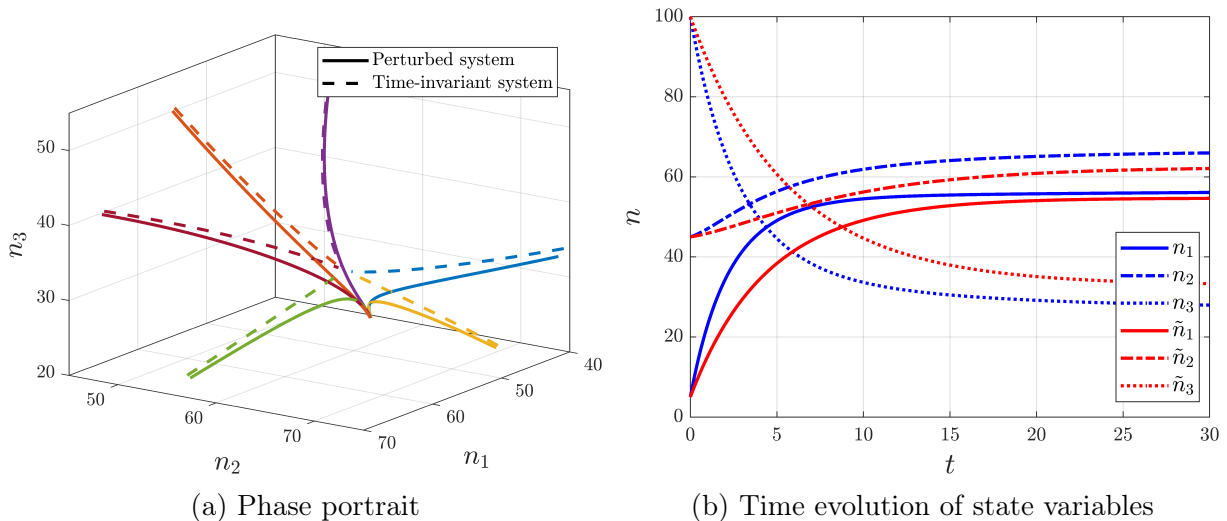 Perturbed system
Time-invariant system
50
40
30
20
n₃
50
60
70
n₂
70
60
50
40
n₁
(a) Phase portrait
100
80
60
40
20
0
n
0
5
10
15
20
25
30
t
n₁
n₂
n₃
ñ₁
ñ₂
ñ₃
(b) Time evolution of state variables